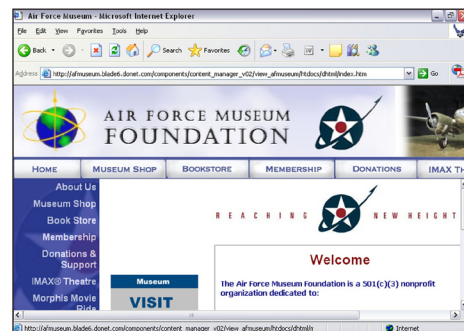 Air Force Museum - Microsoft Internet Explorer
File Edit View Favorites Tools Help
Back Search Favorites
Address http://afmuseum.blade6.donet.com/components/content_manager_v02/view_afmuseum/htdocs/dhtml/index.htm Go
AIR FORCE MUSEUM
FOUNDATION
HOME MUSEUM SHOP BOOKSTORE MEMBERSHIP DONATIONS IMAX TH
About Us
Museum Shop
Book Store
Membership
Donations &
Support
IMAX® Theatre
Morphis Movie
Ride
REACHING NEW HEIGHT
Welcome
The Air Force Museum Foundation is a 501(c)(3) nonprofit
organization dedicated to:
Museum
VISIT
http://afmuseum.blade6.donet.com/components/content_manager_v02/view_afmuseum/htdocs/dhtml/n Internet